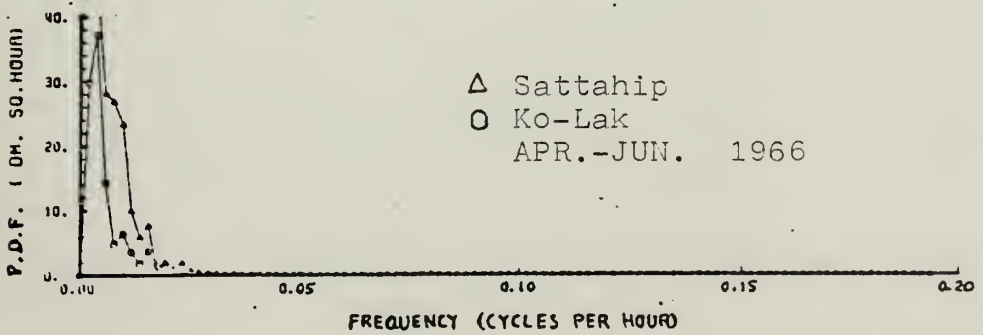 P.D.F. ( DM. SQ.HOUR)
40.
30.
20.
10.
0.
△ Sattahip
O Ko-Lak
APR.-JUN. 1966
0.00 0.05 0.10 0.15 0.20
FREQUENCY (CYCLES PER HOUR)